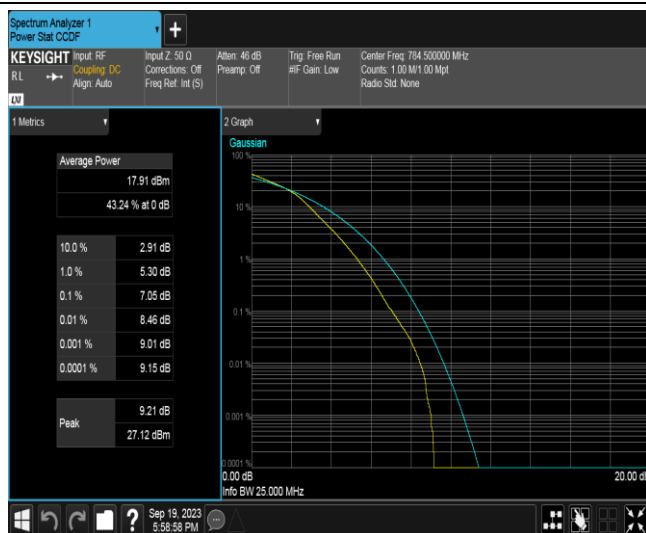 Spectrum Analyzer 1
Power Stat CCDF
+
KEYSIGHT
RL
LXI
Input: RF
Coupling: DC
Align: Auto
Input Z: 50 Ω
Corrections: Off
Freq Ref: Int (S)
Atten: 46 dB
Preamp: Off
Trig: Free Run
#IF Gain: Low
Center Freq: 784.500000 MHz
Counts: 1.00 M/1.00 Mpt
Radio Std: None
1 Metrics
Average Power
17.91 dBm
43.24 % at 0 dB
10.0 % 2.91 dB
1.0 % 5.30 dB
0.1 % 7.05 dB
0.01 % 8.46 dB
0.001 % 9.01 dB
0.0001 % 9.15 dB
Peak
9.21 dB
27.12 dBm
2 Graph
Gaussian
100 %
10 %
1 %
0.1 %
0.01 %
0.001 %
0.0001 %
0.00 dB 20.00 dB
Info BW 25.000 MHz
?
Sep 19, 2023
5:58:58 PM